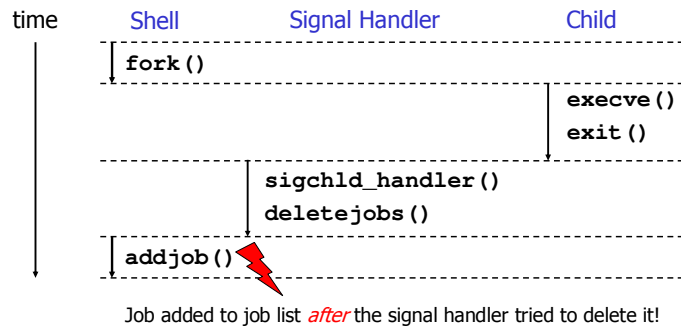 time Shell Signal Handler Child
fork()
execve()
exit()
sigchld_handler()
deletejobs()
addjob()
Job added to job list after the signal handler tried to delete it!